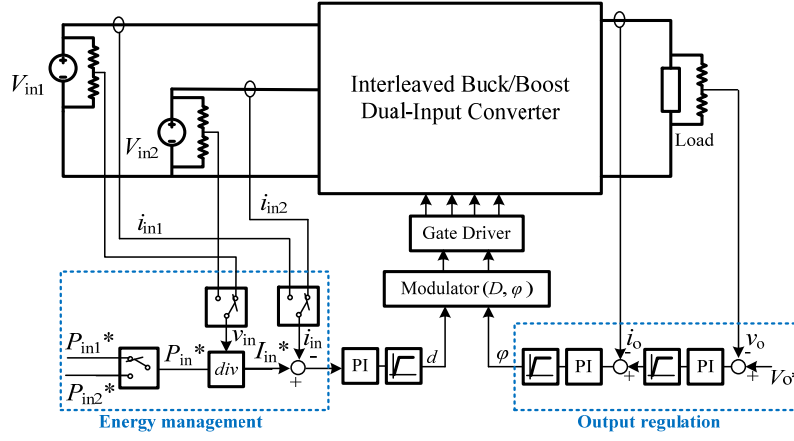 Interleaved Buck/Boost
Dual-Input Converter
Vin1
Vin2
Load
iin1
iin2
Gate Driver
Modulator (D, φ)
Pin1*
Pin2*
Pin*
vin
div
Iin*
iin
-
+
PI
d
φ
PI
io
-
+
PI
vo
-
+
Vo*
Energy management
Output regulation